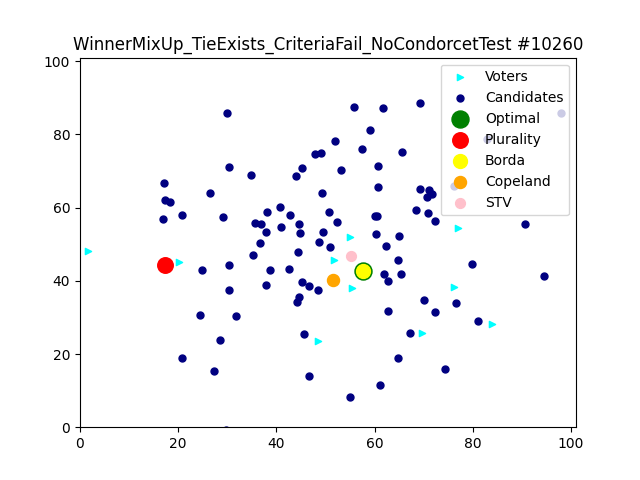 WinnerMixUp_TieExists_CriteriaFail_NoCondorcetTest #10260
Voters
Candidates
Optimal
Plurality
Borda
Copeland
STV
100
80
60
40
20
0
0 20 40 60 80 100